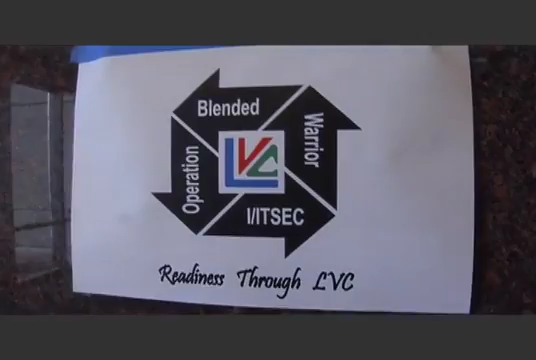 Operation
Blended
Warrior
I/ITSEC
LVC
Readiness Through LVC